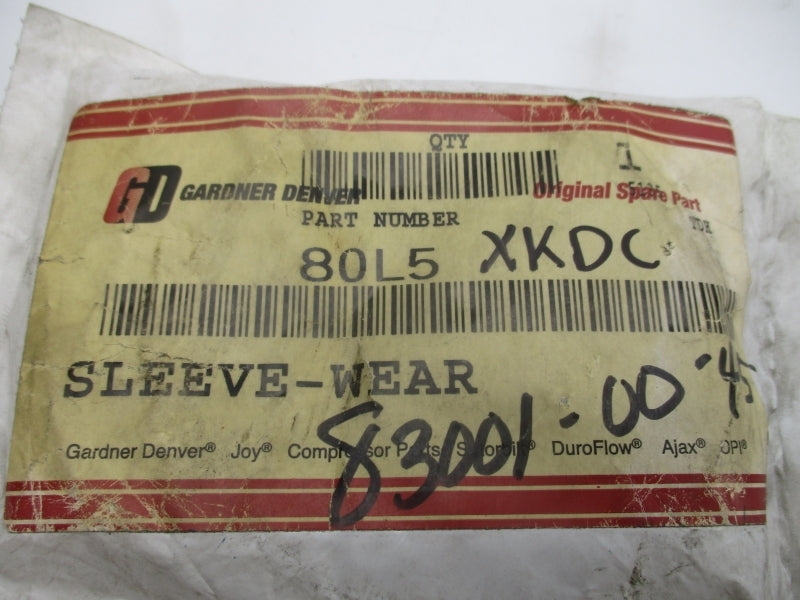 QTY 1
GD GARDNER DENVER Original Spare Part
PART NUMBER
80L5 XKDC
SLEEVE-WEAR
83001-00-45
Gardner Denver® Joy® Compressor Parts Sutorbilt® DuroFlow® Ajax® OPI®